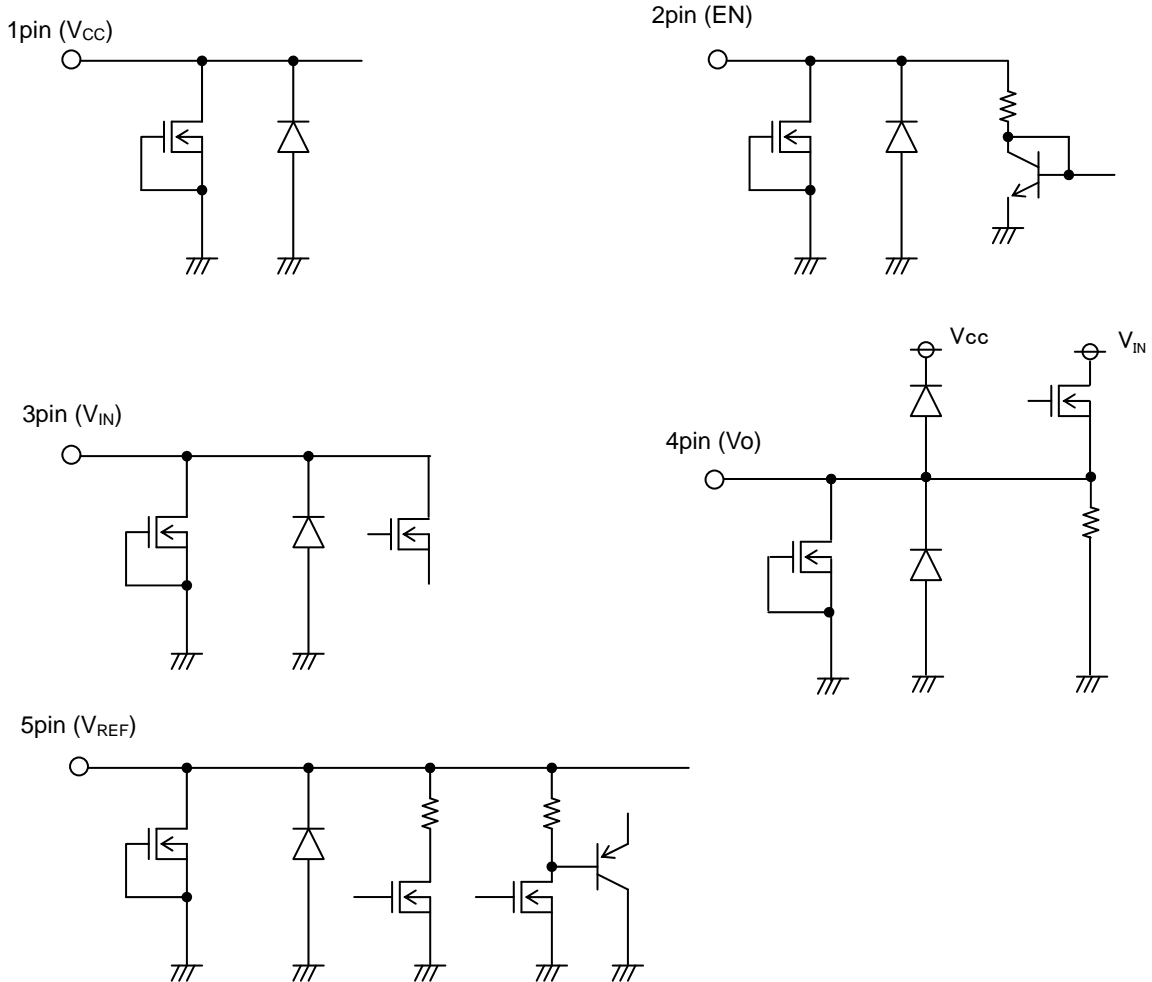 1pin (VCC)
2pin (EN)
Vcc
VIN
3pin (VIN)
4pin (Vo)
5pin (VREF)